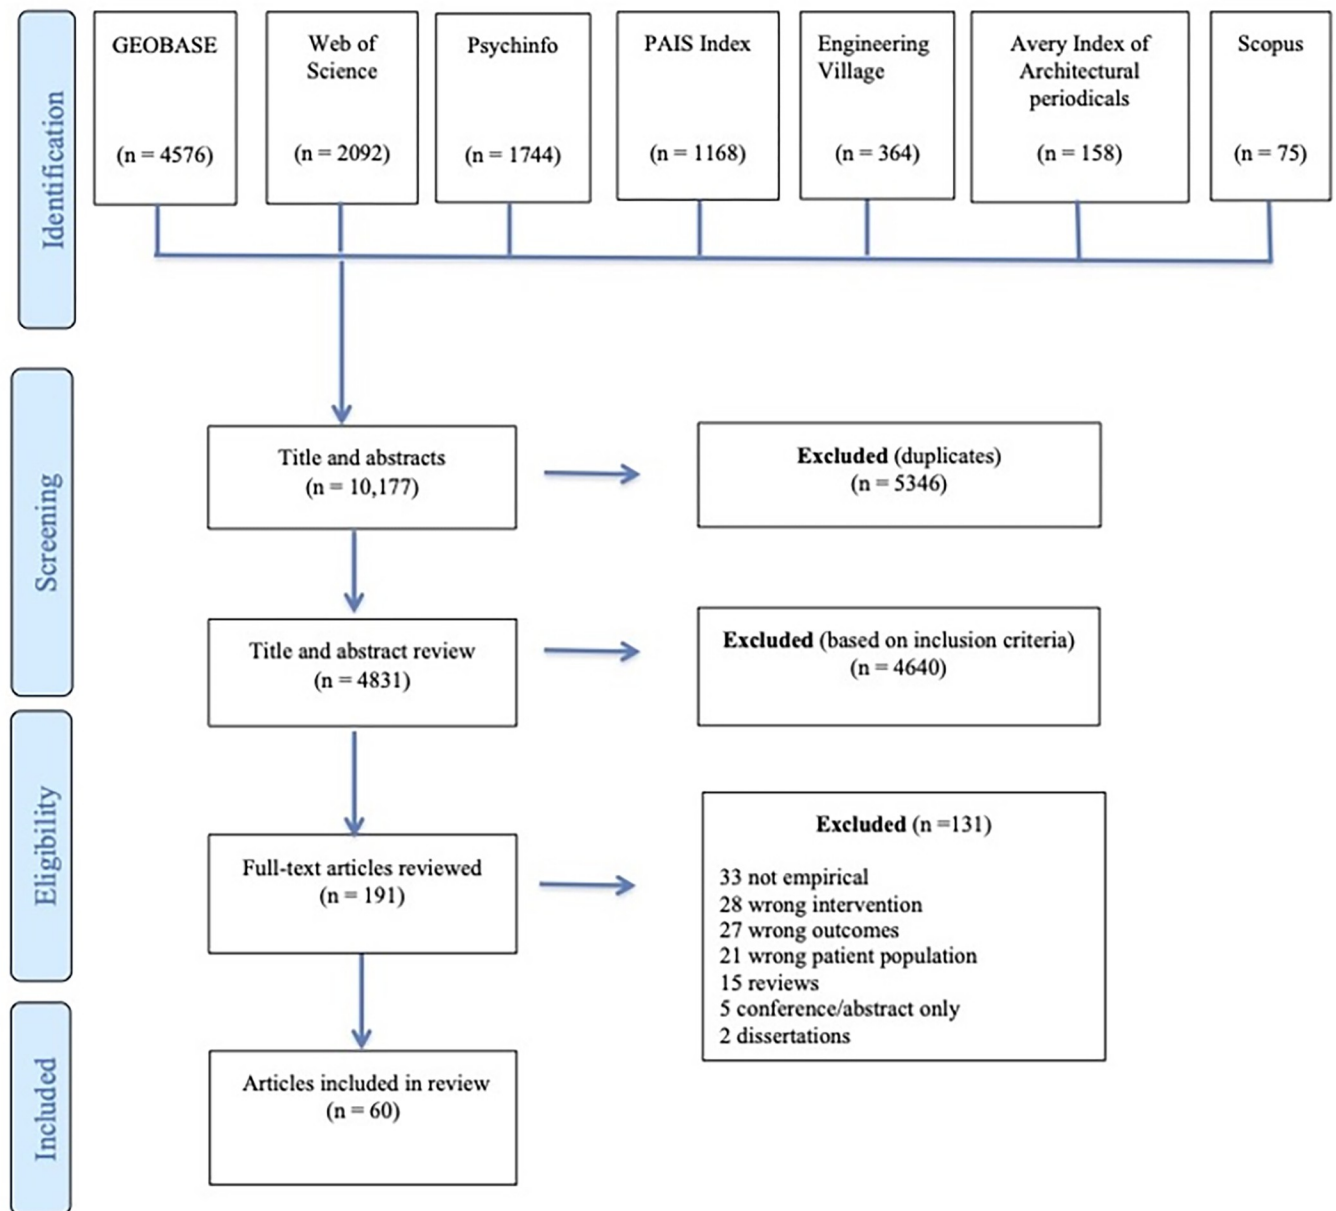 Identification
GEOBASE
(n = 4576)
Web of
Science
(n = 2092)
Psychinfo
(n = 1744)
PAIS Index
(n = 1168)
Engineering
Village
(n = 364)
Avery Index of
Architectural
periodicals
(n = 158)
Scopus
(n = 75)
Screening
Title and abstracts
(n = 10,177)
Excluded (duplicates)
(n = 5346)
Title and abstract review
(n = 4831)
Excluded (based on inclusion criteria)
(n = 4640)
Eligibility
Full-text articles reviewed
(n = 191)
Excluded (n =131)
33 not empirical
28 wrong intervention
27 wrong outcomes
21 wrong patient population
15 reviews
5 conference/abstract only
2 dissertations
Included
Articles included in review
(n = 60)